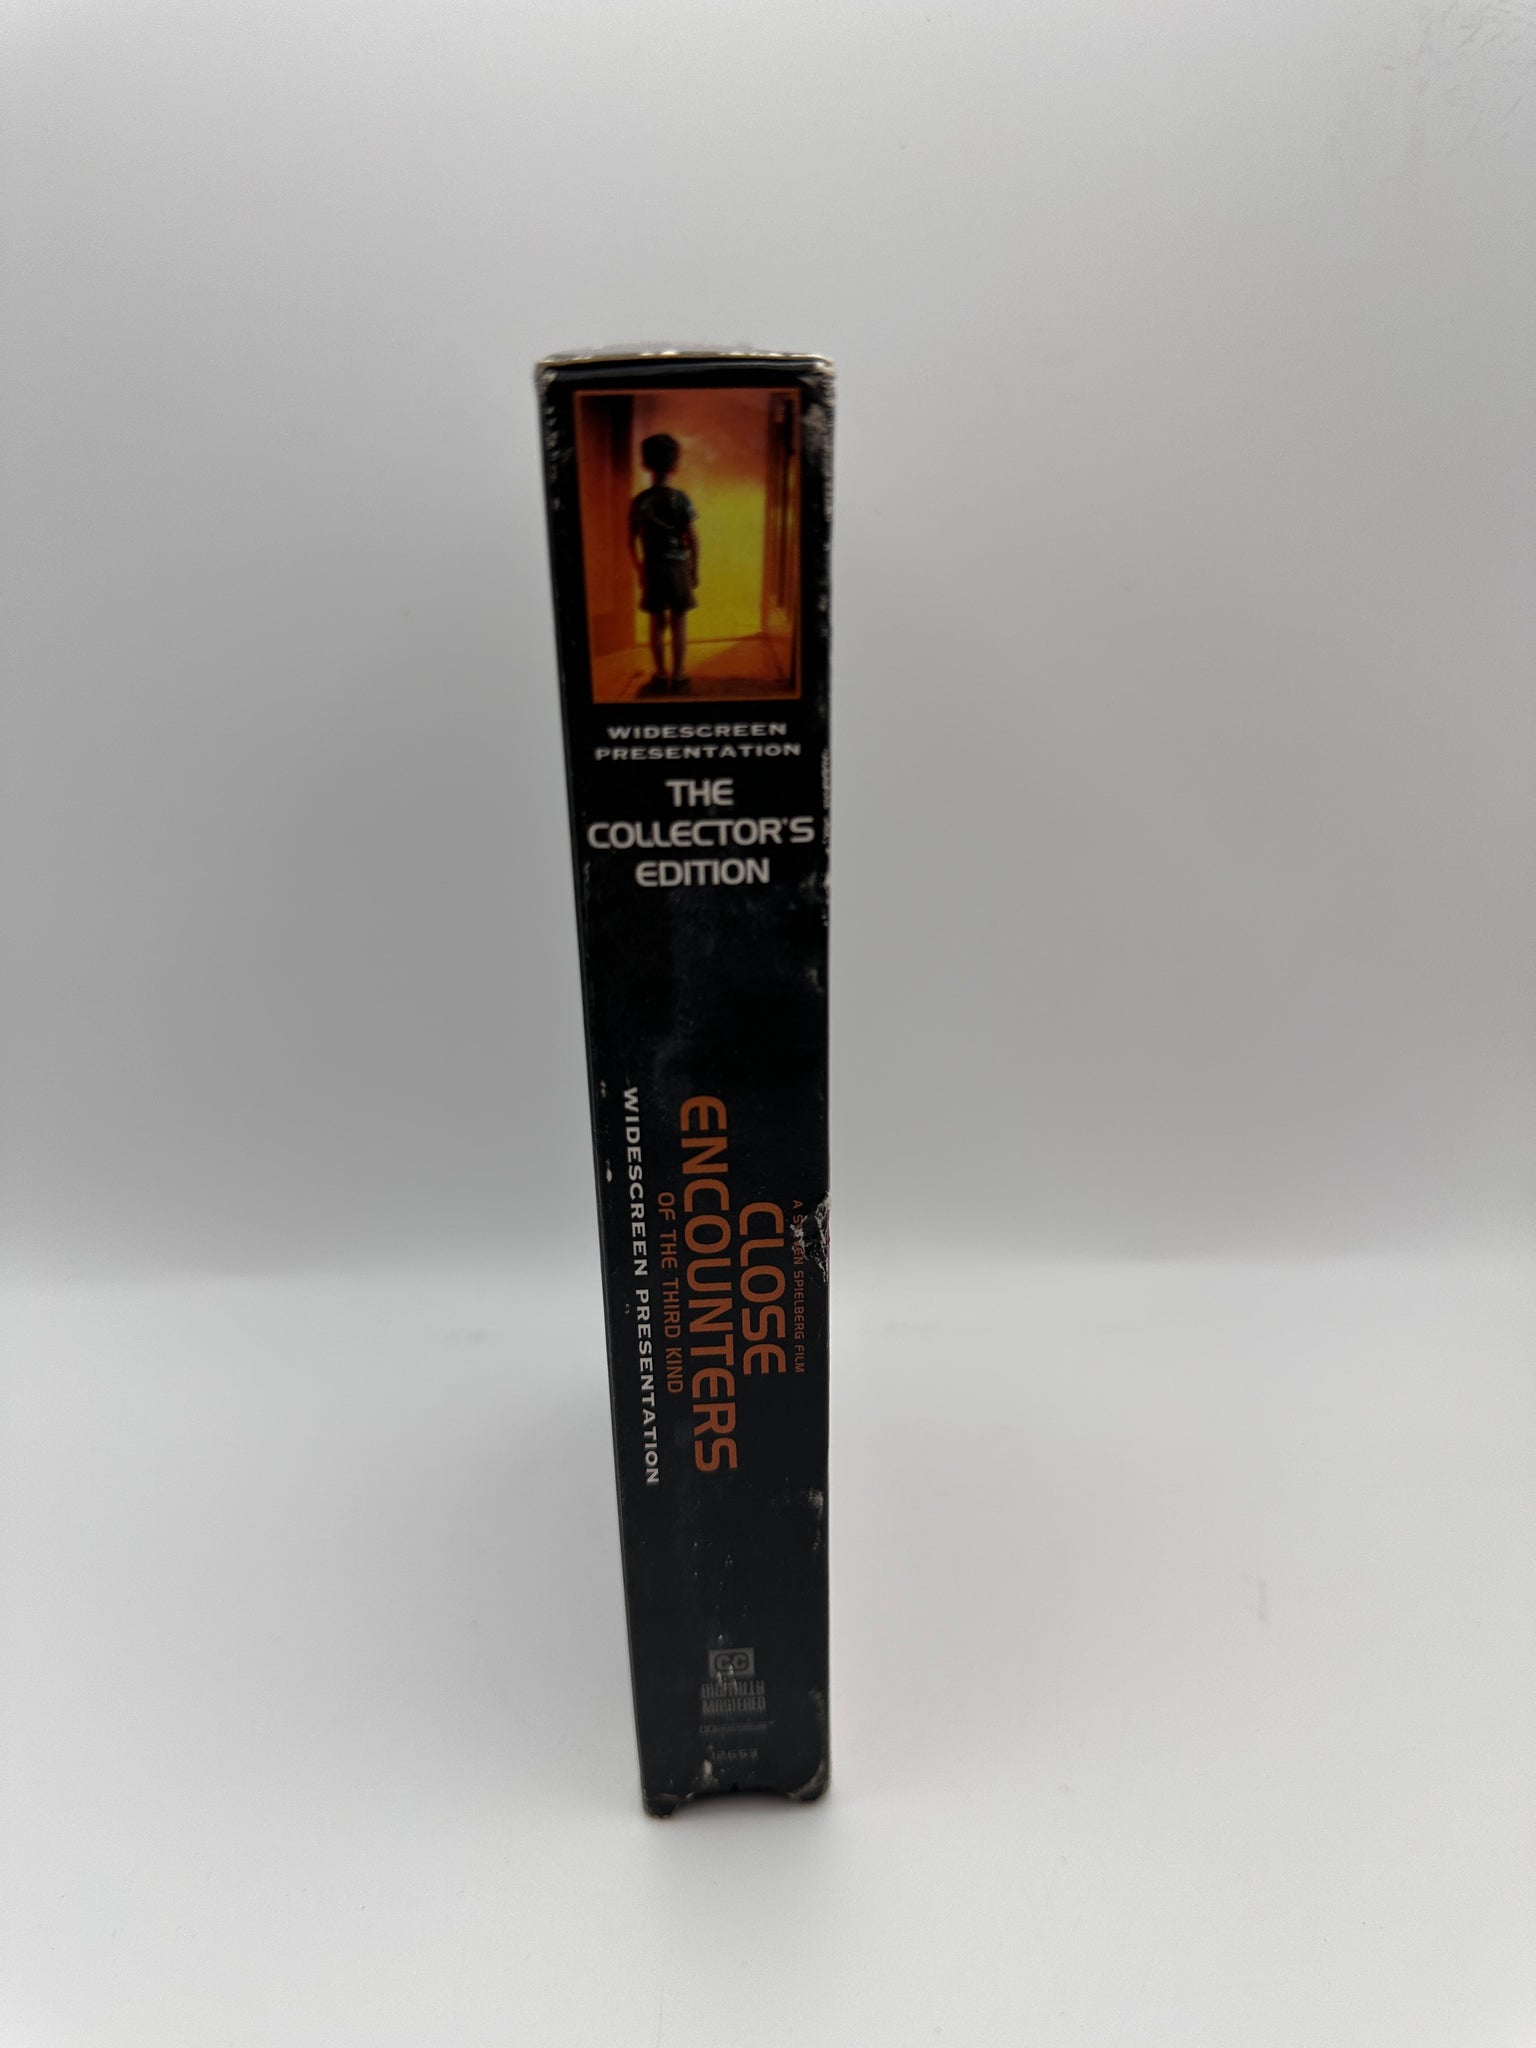 WIDESCREEN
PRESENTATION
THE
COLLECTOR'S
EDITION
A STEVEN SPIELBERG FILM
CLOSE
ENCOUNTERS
OF THE THIRD KIND
WIDESCREEN PRESENTATION
CC
DIGITALLY
MASTERED